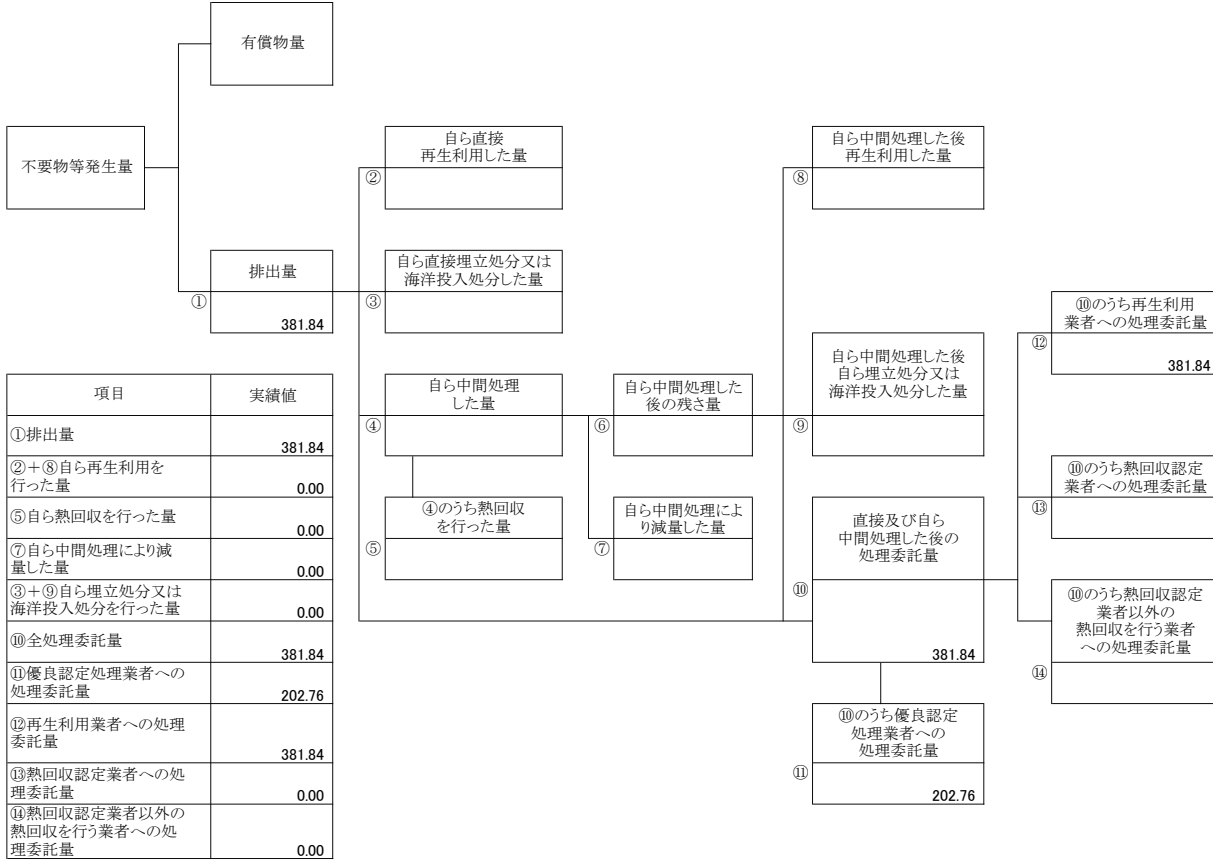 有償物量
不要物等発生量
自ら直接
再生利用した量
②
自ら中間処理した後
再生利用した量
⑧
排出量
①
381.84
自ら直接埋立処分又は
海洋投入処分した量
③
⑩のうち再生利用
業者への処理委託量
⑫
381.84
自ら中間処理
した量
④
自ら中間処理した
後の残さ量
⑥
自ら中間処理した後
自ら埋立処分又は
海洋投入処分した量
⑨
④のうち熱回収
を行った量
⑤
自ら中間処理によ
り減量した量
⑦
直接及び自ら
中間処理した後の
処理委託量
⑩
381.84
⑩のうち熱回収認定
業者への処理委託量
⑬
⑩のうち熱回収認定
業者以外の
熱回収を行う業者
への処理委託量
⑭
⑩のうち優良認定
処理業者への
処理委託量
⑪
202.76
項目 実績値
①排出量
381.84
②+⑧自ら再生利用を
行った量
0.00
⑤自ら熱回収を行った量
0.00
⑦自ら中間処理により減
量した量
0.00
③+⑨自ら埋立処分又は
海洋投入処分を行った量
0.00
⑩全処理委託量
381.84
⑪優良認定処理業者への
処理委託量
202.76
⑫再生利用業者への処理
委託量
381.84
⑬熱回収認定業者への処
理委託量
0.00
⑭熱回収認定業者以外の
熱回収を行う業者への処
理委託量
0.00